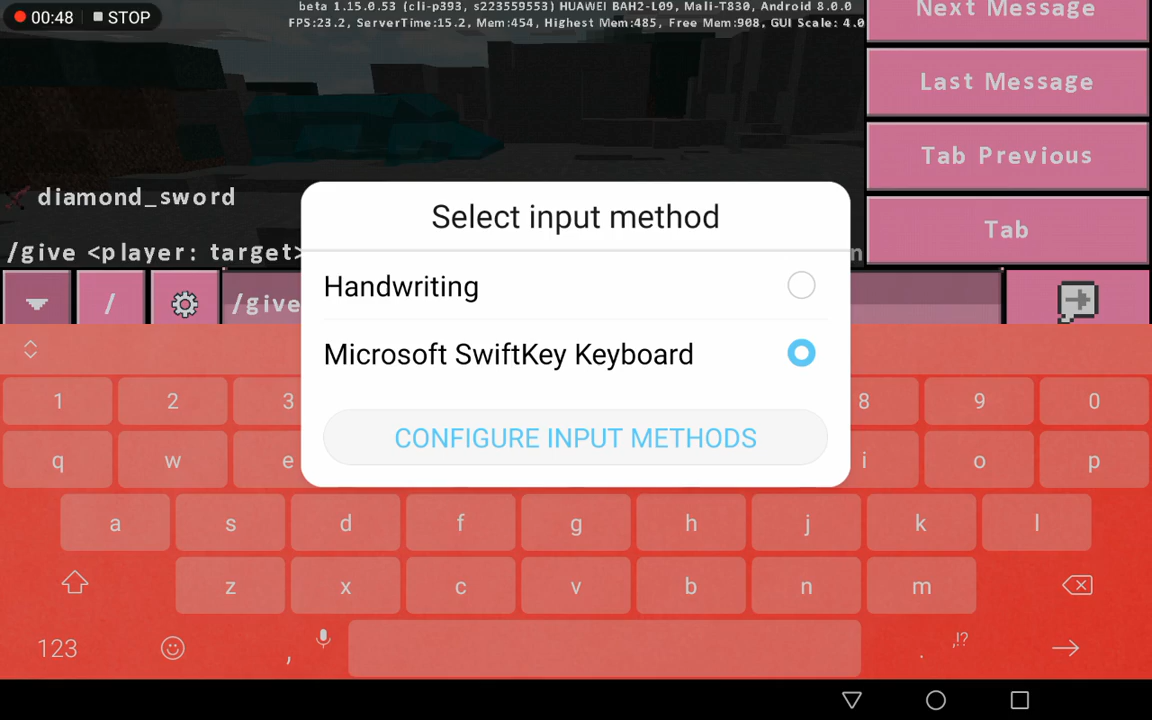 00:48 STOP
beta 1.15.0.53 (cli-p393, s223559553) HUAWEI BAH2-L09, Mali-T830, Android 8.0.0
FPS:23.2, ServerTime:15.2, Mem:454, Highest Mem:485, Free Mem:908, GUI Scale: 4.0
Next Message
Last Message
Tab Previous
Tab
diamond_sword
/give <player: target>
/
/give
Select input method
Handwriting
Microsoft SwiftKey Keyboard
CONFIGURE INPUT METHODS
1 2 3 8 9 0
q w e i o p
a s d f g h j k l
z x c v b n m
123 , . ,!?